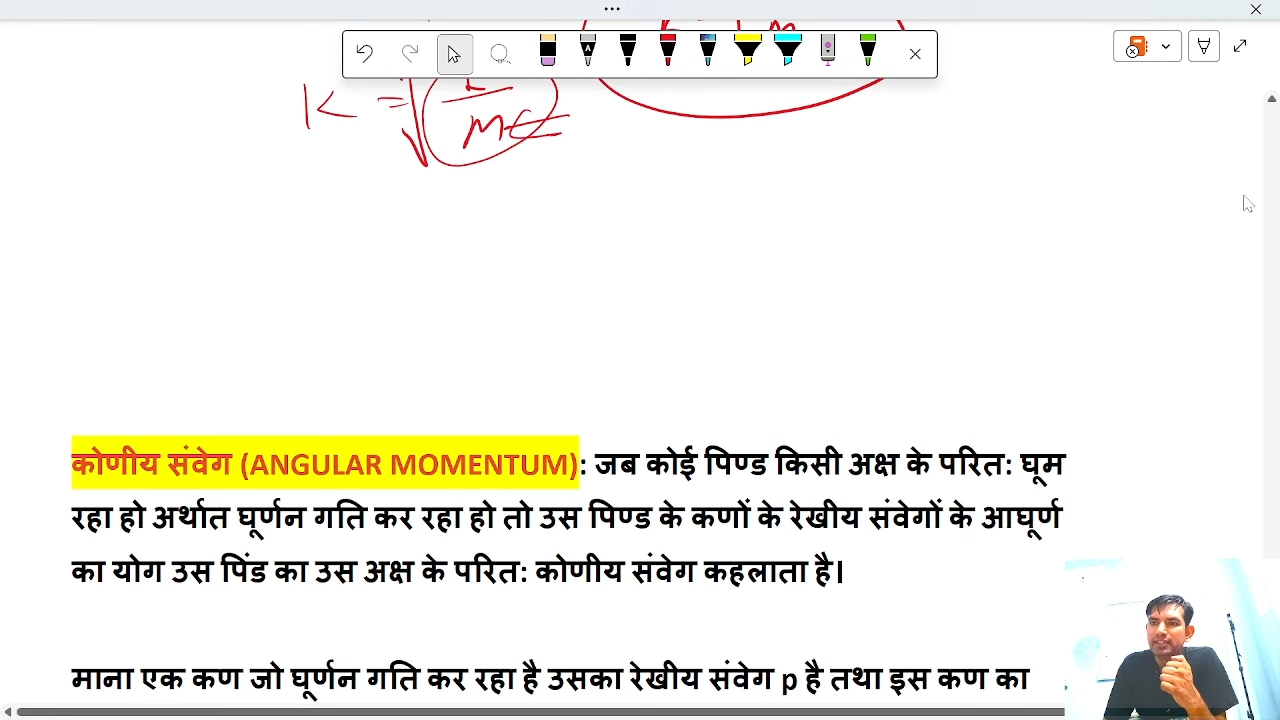 K = √ I
M
कोणीय संवेग (ANGULAR MOMENTUM): जब कोई पिण्ड किसी अक्ष के परित: घूम
रहा हो अर्थात घूर्णन गति कर रहा हो तो उस पिण्ड के कणों के रेखीय संवेगों के आघूर्ण
का योग उस पिंड का उस अक्ष के परित: कोणीय संवेग कहलाता है।
माना एक कण जो घूर्णन गति कर रहा है उसका रेखीय संवेग p है तथा इस कण का